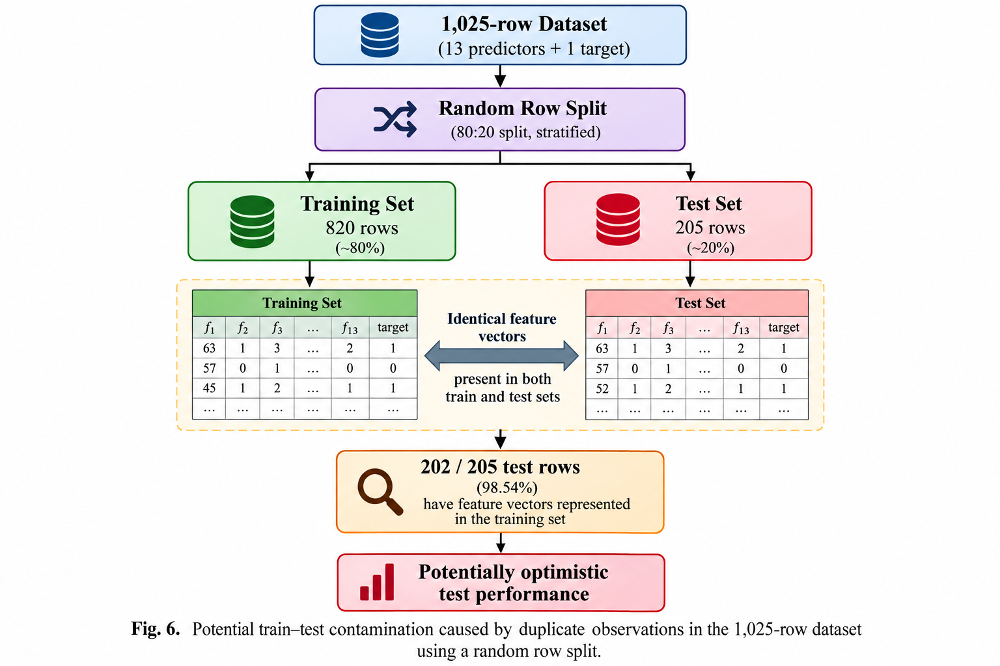 1,025-row Dataset
(13 predictors + 1 target)
Random Row Split
(80:20 split, stratified)
Training Set
820 rows
(~80%)
Test Set
205 rows
(~20%)
Training Set
f₁ f₂ f₃ … f₁₃ target
63 1 3 … 2 1
57 0 1 … 0 0
45 1 2 … 1 1
… … … … … …
Identical feature
vectors
present in both
train and test sets
Test Set
f₁ f₂ f₃ … f₁₃ target
63 1 3 … 2 1
57 0 1 … 0 0
52 1 2 … 1 1
… … … … … …
202 / 205 test rows
(98.54%)
have feature vectors represented
in the training set
Potentially optimistic
test performance
Fig. 6. Potential train–test contamination caused by duplicate observations in the 1,025-row dataset
using a random row split.